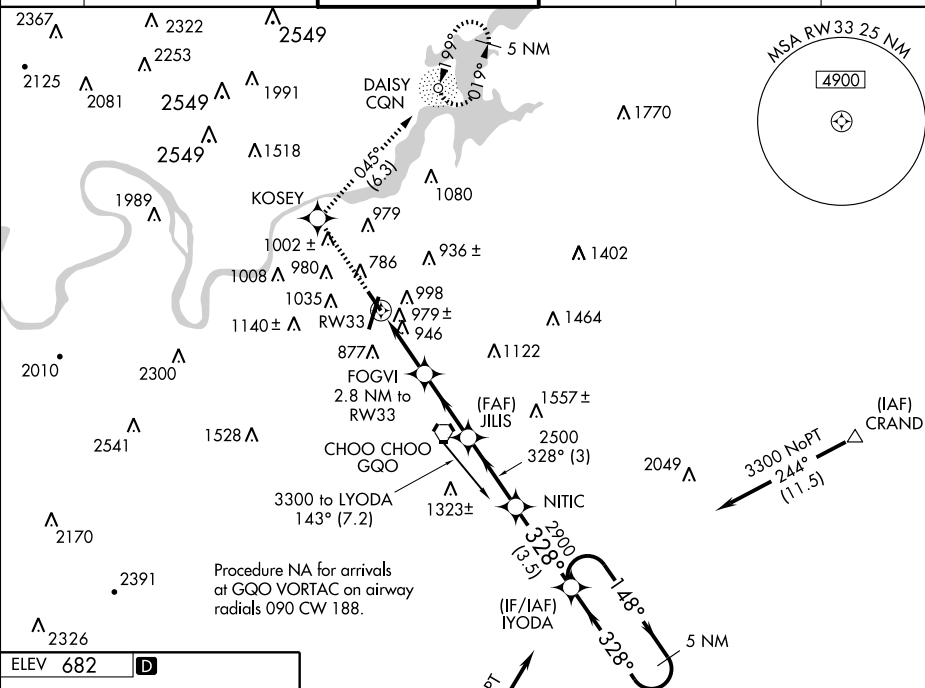 2367
2322
2549
2253
2125
2081
2549
1991
2549
1518
1989
DAISY
CQN
199°
019°
5 NM
1770
MSA RW 33 25 NM
4900
045°
(6.3)
1080
KOSEY
979
1002 ±
936 ±
1402
1008
980
786
1035
998
1140 ±
RW33
979 ±
946
1464
877
1122
2010
2300
FOGVI
2.8 NM to
RW33
(FAF)
JILIS
1557 ±
2541
1528
CHOO CHOO
GQO
2500
328° (3)
2049
(IAF)
CRAND
3300 NoPT
244°
(11.5)
3300 to LYODA
143° (7.2)
1323±
NITIC
2170
2900
328°
(3.5)
2391
Procedure NA for arrivals
at GQO VORTAC on airway
radials 090 CW 188.
(IF/IAF)
IYODA
148°
328°
5 NM
2326
ELEV 682 D
PT